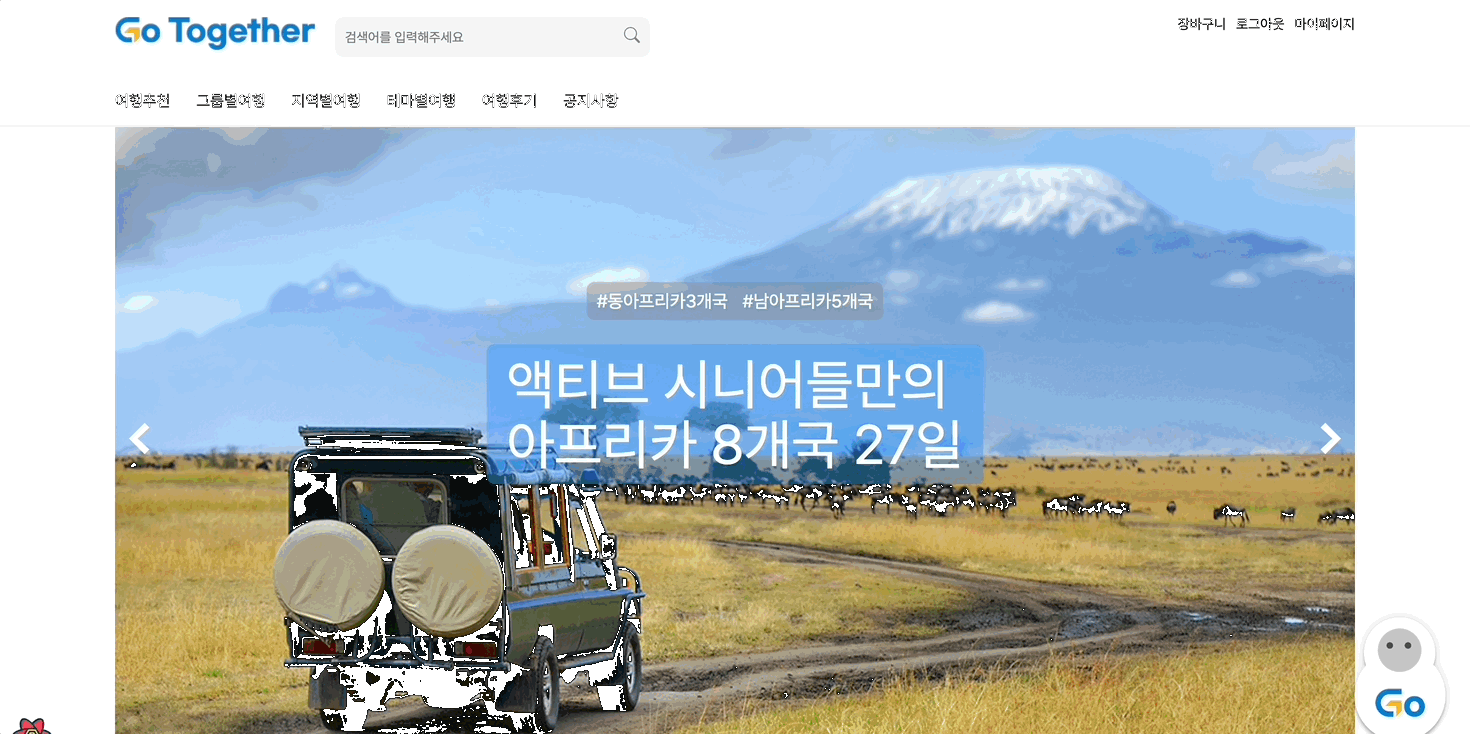 Go Together
검색어를 입력해주세요
장바구니 로그아웃 마이페이지
여행추천 그룹별여행 지역별여행 테마별여행 여행후기 공지사항
#동아프리카3개국 #남아프리카5개국
액티브 시니어들만의
아프리카 8개국 27일
Go